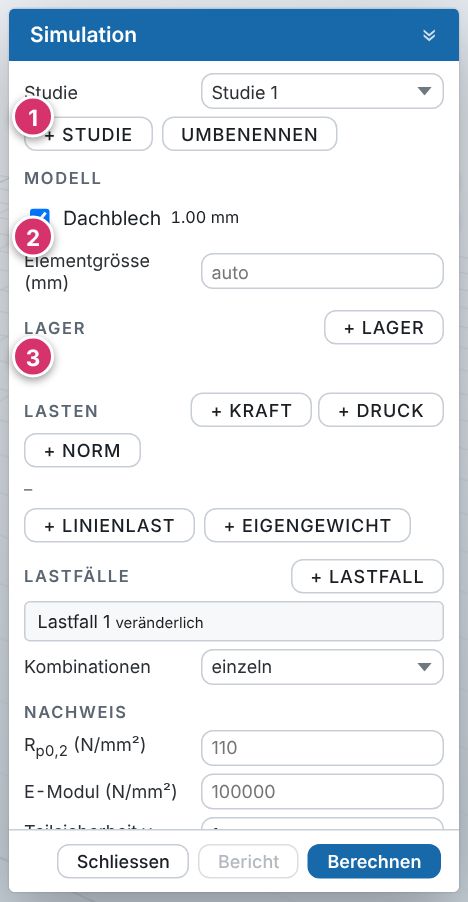 Simulation
Studie
Studie 1
1
+ STUDIE
UMBENENNEN
MODELL
Dachblech 1.00 mm
2
Elementgrösse
(mm)
auto
LAGER
+ LAGER
3
LASTEN
+ KRAFT
+ DRUCK
+ NORM
–
+ LINIENLAST
+ EIGENGEWICHT
LASTFÄLLE
+ LASTFALL
Lastfall 1 veränderlich
Kombinationen
einzeln
NACHWEIS
Rp0,2 (N/mm²)
110
E-Modul (N/mm²)
100000
Schliessen
Bericht
Berechnen